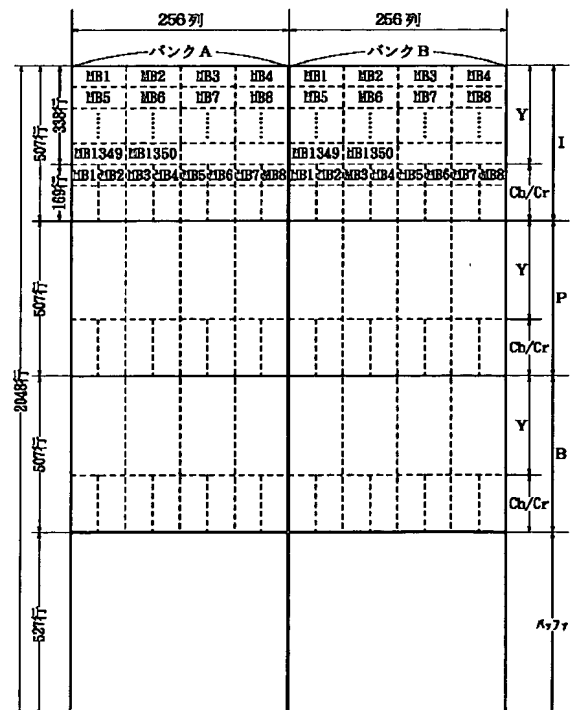 256列 256列
バンクA バンクB
MB1 MB2 MB3 MB4 MB1 MB2 MB3 MB4
MB5 MB6 MB7 MB8 MB5 MB6 MB7 MB8
MB1349 MB1350 MB1349 MB1350
MB1 MB2 MB3 MB4 MB5 MB6 MB7 MB8 MB1 MB2 MB3 MB4 MB5 MB6 MB7 MB8
338行
169行
507行
Y
Cb/Cr
I
507行
Y
Cb/Cr
P
2048行
507行
Y
Cb/Cr
B
527行
バッファ